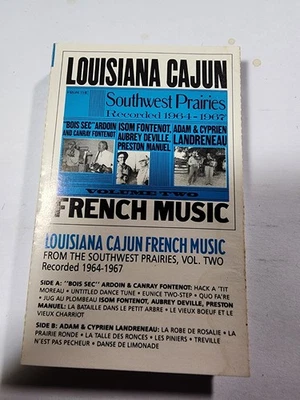 LOUISIANA CAJUN
FROM THE
Southwest Prairies
Recorded 1964-1967
"BOIS SEC" ARDOIN
AND CANRAY FONTENOT
ISOM FONTENOT,
AUBREY DEVILLE,
PRESTON MANUEL
ADAM & CYPRIEN
LANDRENEAU
VOLUME TWO
FRENCH MUSIC
LOUISIANA CAJUN FRENCH MUSIC
FROM THE SOUTHWEST PRAIRIES, VOL. TWO
Recorded 1964-1967
SIDE A: "BOIS SEC" ARDOIN & CANRAY FONTENOT: HACK A 'TIT
MOREAU • UNTITLED DANCE TUNE • EUNICE TWO-STEP • QUO FA'RE
• JUG AU PLOMBEAU ISOM FONTENOT, AUBREY DEVILLE, PRESTON
MANUEL: LA BATAILLE DANS LE PETIT ARBRE • LE VIEUX BOEUF ET LE
VIEUX CHARRIOT
SIDE B: ADAM & CYPRIEN LANDRENEAU: LA ROBE DE ROSALIE • LA
PRAIRIE RONDE • LA TALLE DES RONCES • LES PINIERS • TREVILLE
N'EST PAS PECHEUR • DANSE DE LIMONADE